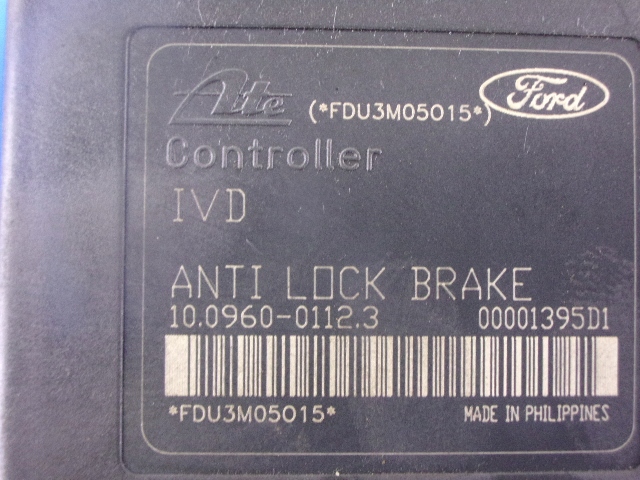 Ate (*FDU3M05015*) Ford
Controller
IVD
ANTI LOCK BRAKE
10.0960-0112.3 00001395D1
*FDU3M05015* MADE IN PHILIPPINES